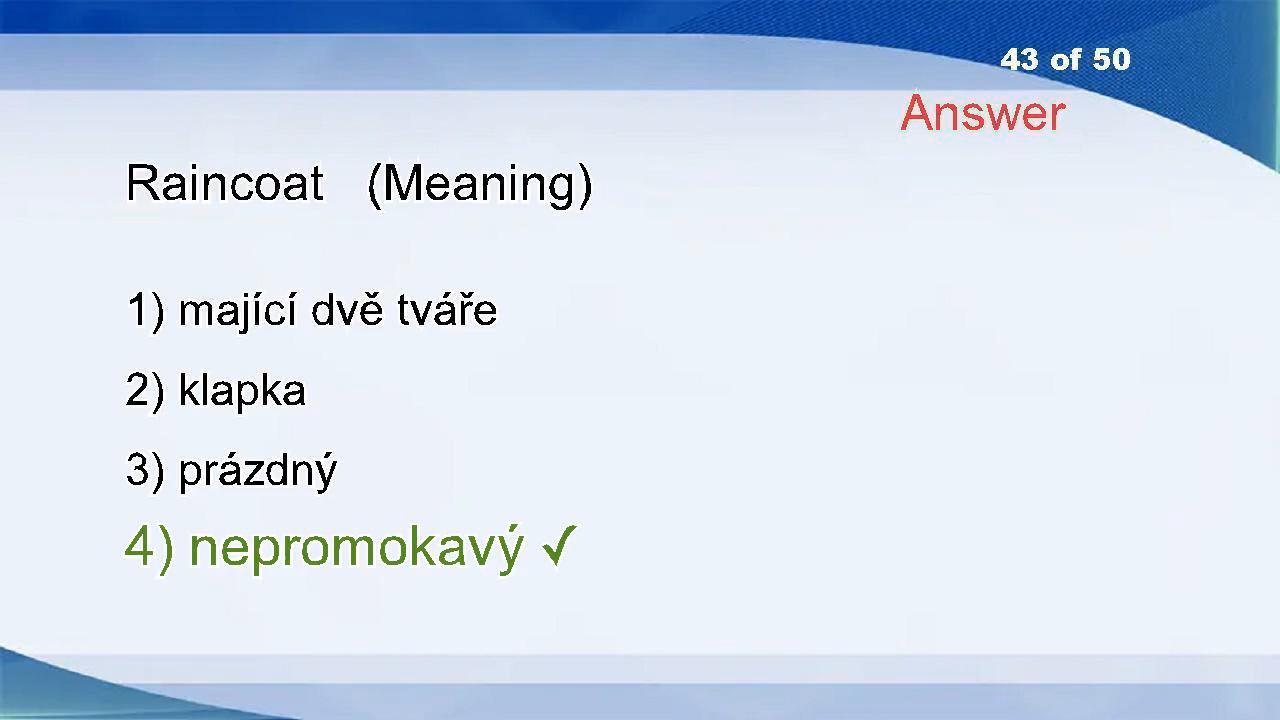 43 of 50
Answer
Raincoat (Meaning)
1) mající dvě tváře
2) klapka
3) prázdný
4) nepromokavý ✓